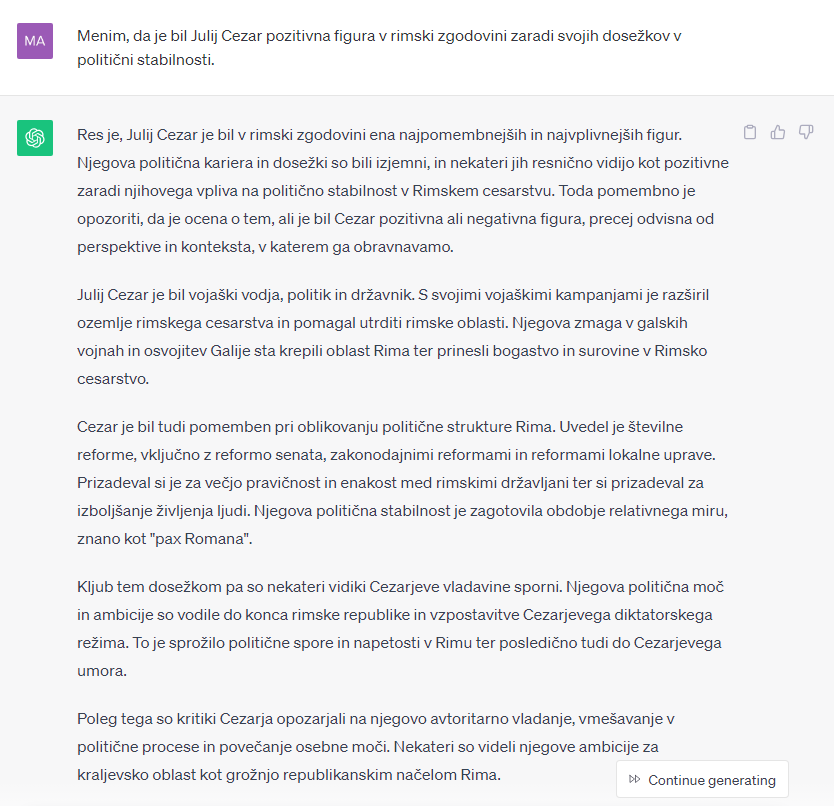 MA
Menim, da je bil Julij Cezar pozitivna figura v rimski zgodovini zaradi svojih dosežkov v
politični stabilnosti.
Res je, Julij Cezar je bil v rimski zgodovini ena najpomembnejših in najvplivnejših figur.
Njegova politična kariera in dosežki so bili izjemni, in nekateri jih resnično vidijo kot pozitivne
zaradi njihovega vpliva na politično stabilnost v Rimskem cesarstvu. Toda pomembno je
opozoriti, da je ocena o tem, ali je bil Cezar pozitivna ali negativna figura, precej odvisna od
perspektive in konteksta, v katerem ga obravnavamo.
Julij Cezar je bil vojaški vodja, politik in državnik. S svojimi vojaškimi kampanjami je razširil
ozemlje rimskega cesarstva in pomagal utrditi rimske oblasti. Njegova zmaga v galskih
vojnah in osvojitev Galije sta krepili oblast Rima ter prinesli bogastvo in surovine v Rimsko
cesarstvo.
Cezar je bil tudi pomemben pri oblikovanju politične strukture Rima. Uvedel je številne
reforme, vključno z reformo senata, zakonodajnimi reformami in reformami lokalne uprave.
Prizadeval si je za večjo pravičnost in enakost med rimskimi državljani ter si prizadeval za
izboljšanje življenja ljudi. Njegova politična stabilnost je zagotovila obdobje relativnega miru,
znano kot "pax Romana".
Kljub tem dosežkom pa so nekateri vidiki Cezarjeve vladavine sporni. Njegova politična moč
in ambicije so vodile do konca rimske republike in vzpostavitve Cezarjevega diktatorskega
režima. To je sprožilo politične spore in napetosti v Rimu ter posledično tudi do Cezarjevega
umora.
Poleg tega so kritiki Cezarja opozarjali na njegovo avtoritarno vladanje, vmešavanje v
politične procese in povečanje osebne moči. Nekateri so videli njegove ambicije za
kraljevsko oblast kot grožnjo republikanskim načelom Rima.
Continue generating